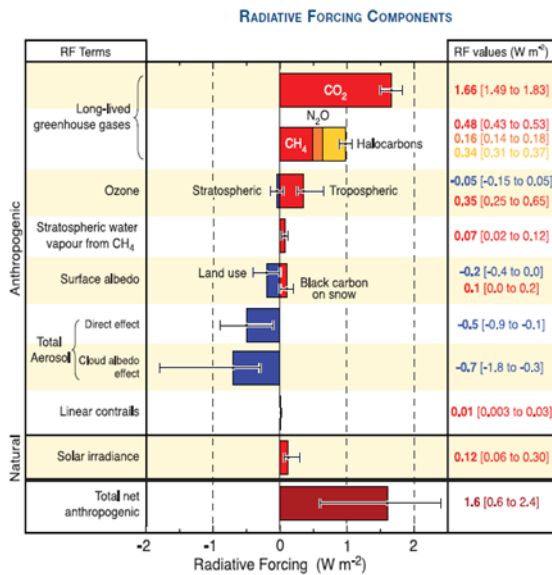 RADIATIVE FORCING COMPONENTS
RF Terms
RF values (W m-2)
Anthropogenic
Long-lived
greenhouse gases
CO2
1.66 [1.49 to 1.83]
N2O
CH4
Halocarbons
0.48 [0.43 to 0.53]
0.16 [0.14 to 0.18]
0.34 [0.31 to 0.37]
Ozone
Stratospheric
Tropospheric
-0.05 [-0.15 to 0.05]
0.35 [0.25 to 0.65]
Stratospheric water
vapour from CH4
0.07 [0.02 to 0.12]
Surface albedo
Land use
Black carbon
on snow
-0.2 [-0.4 to 0.0]
0.1 [0.0 to 0.2]
Total
Aerosol
Direct effect
-0.5 [-0.9 to -0.1]
Cloud albedo
effect
-0.7 [-1.8 to -0.3]
Linear contrails
0.01 [0.003 to 0.03]
Natural
Solar irradiance
0.12 [0.06 to 0.30]
Total net
anthropogenic
1.6 [0.6 to 2.4]
-2 -1 0 1 2
Radiative Forcing (W m-2)